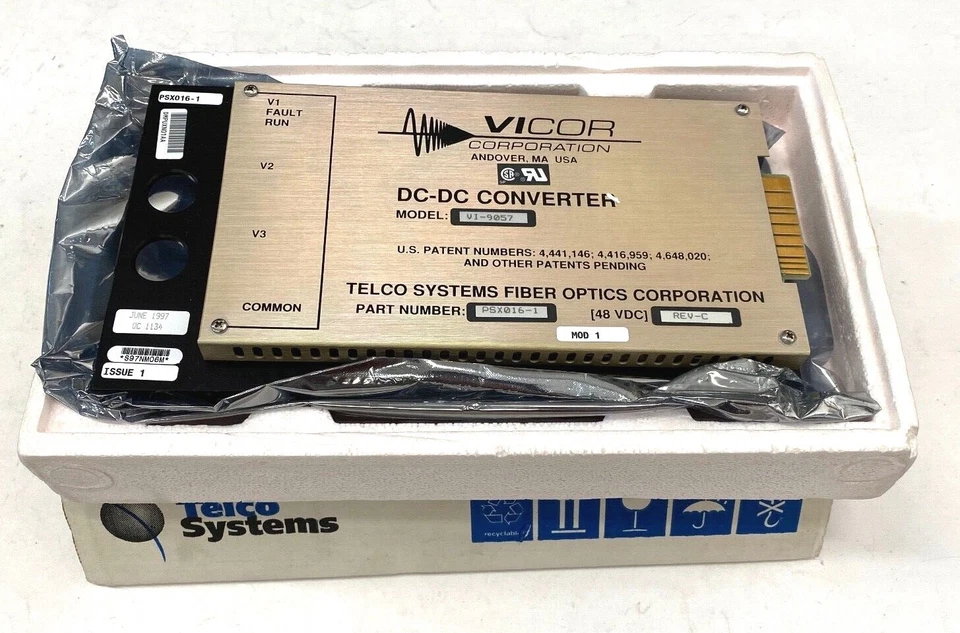 PSX016-1
V1
FAULT
RUN
V2
V3
COMMON
VICOR
CORPORATION
ANDOVER, MA USA
DC-DC CONVERTER
MODEL: VI-9057
U.S. PATENT NUMBERS: 4,441,146; 4,416,959; 4,648,020;
AND OTHER PATENTS PENDING
TELCO SYSTEMS FIBER OPTICS CORPORATION
PART NUMBER: PSX016-1 [48 VDC] REV-C
MOD 1
JUNE 1997
OC 1134
*S97NM06M*
ISSUE 1
Telco
Systems
recyclable